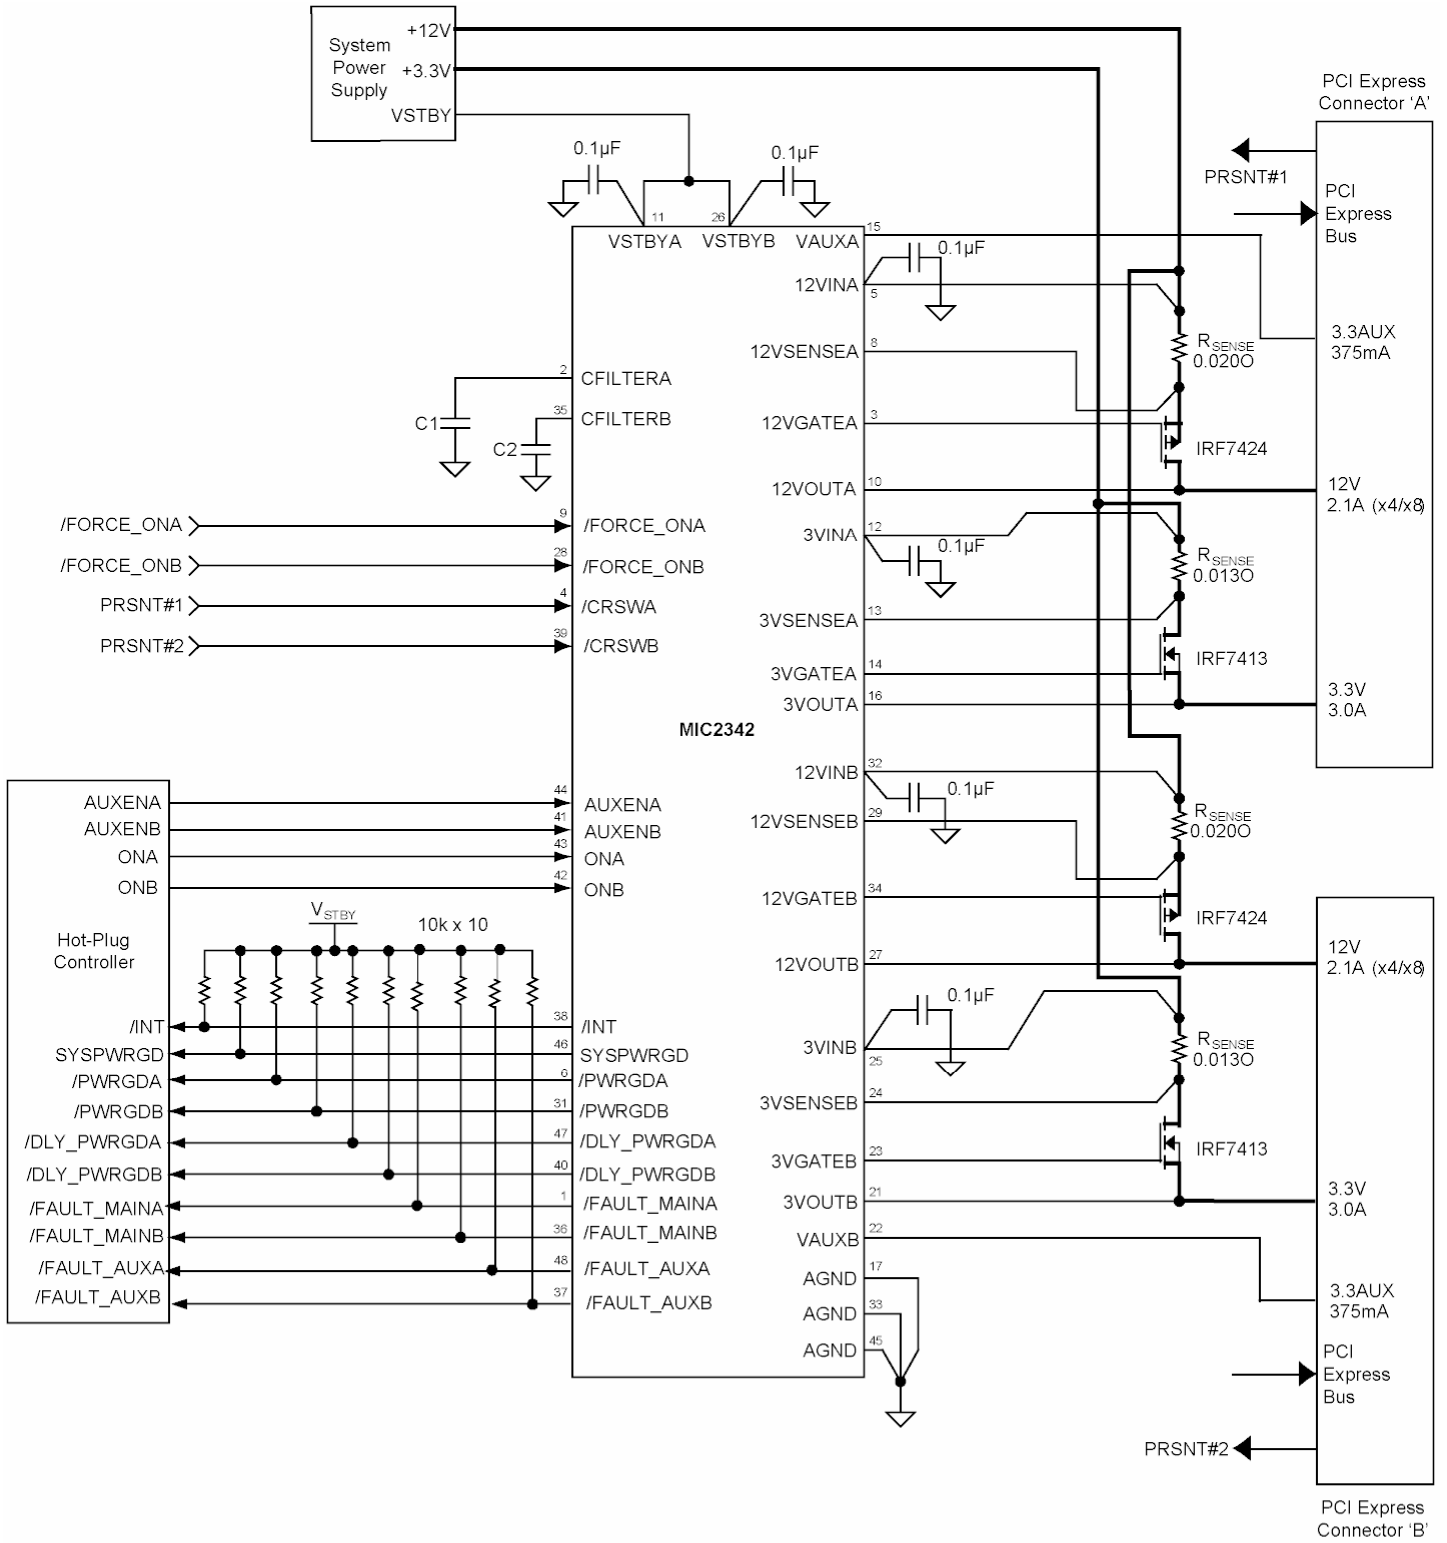 System
Power
Supply
+12V
+3.3V
VSTBY
PCI Express
Connector 'A'
0.1µF
0.1µF
PRSNT#1
PCI
Express
Bus
11
26
15
VSTBYA
VSTBYB
VAUXA
0.1µF
12VINA
5
3.3AUX
375mA
RSENSE
0.020O
12VSENSEA
8
2
CFILTERA
35
CFILTERB
C1
C2
12VGATEA
3
IRF7424
12VOUTA
10
12V
2.1A (x4/x8)
/FORCE_ONA
9
/FORCE_ONA
3VINA
12
0.1µF
RSENSE
0.013O
/FORCE_ONB
28
/FORCE_ONB
PRSNT#1
4
/CRSWA
3VSENSEA
13
PRSNT#2
39
/CRSWB
3VGATEA
14
IRF7413
3VOUTA
16
3.3V
3.0A
MIC2342
12VINB
32
0.1µF
AUXENA
44
AUXENA
12VSENSEB
29
RSENSE
0.020O
AUXENB
41
AUXENB
ONA
43
ONA
ONB
42
ONB
12VGATEB
34
IRF7424
VSTBY
10k x 10
Hot-Plug
Controller
12VOUTB
27
12V
2.1A (x4/x8)
0.1µF
/INT
38
/INT
3VINB
25
RSENSE
0.013O
SYSPWRGD
46
SYSPWRGD
/PWRGDA
6
/PWRGDA
3VSENSEB
24
/PWRGDB
31
/PWRGDB
/DLY_PWRGDA
47
/DLY_PWRGDA
3VGATEB
23
IRF7413
/DLY_PWRGDB
40
/DLY_PWRGDB
/FAULT_MAINA
1
/FAULT_MAINA
3VOUTB
21
3.3V
3.0A
/FAULT_MAINB
36
/FAULT_MAINB
VAUXB
22
/FAULT_AUXA
48
/FAULT_AUXA
AGND
17
3.3AUX
375mA
/FAULT_AUXB
37
/FAULT_AUXB
AGND
33
AGND
45
PCI
Express
Bus
PRSNT#2
PCI Express
Connector 'B'